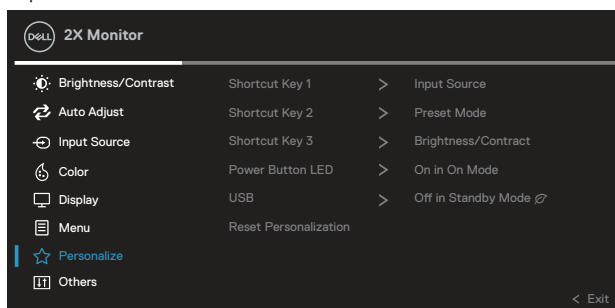 DELL 2X Monitor
Brightness/Contrast Shortcut Key 1 > Input Source
Auto Adjust Shortcut Key 2 > Preset Mode
Input Source Shortcut Key 3 > Brightness/Contract
Color Power Button LED > On in On Mode
Display USB > Off in Standby Mode
Menu Reset Personalization
Personalize
Others
< Exit